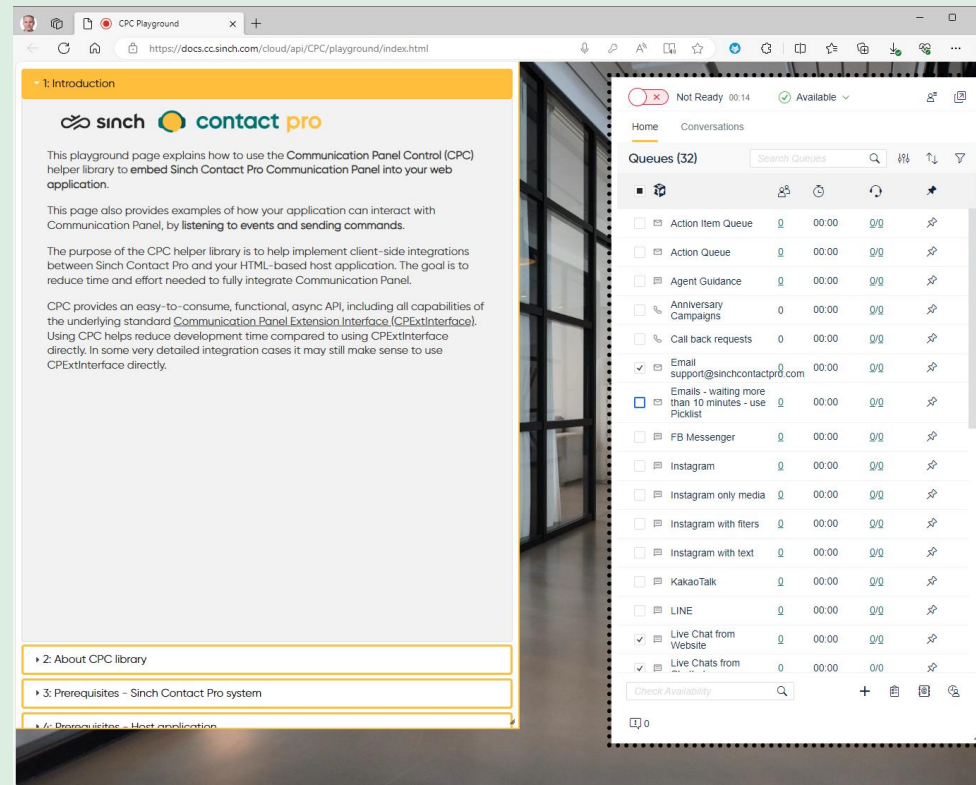 CPC Playground
https://docs.cc.sinch.com/cloud/api/CPC/playground/index.html
1: Introduction
sinch contact pro
This playground page explains how to use the Communication Panel Control (CPC)
helper library to embed Sinch Contact Pro Communication Panel into your web
application.
This page also provides examples of how your application can interact with
Communication Panel, by listening to events and sending commands.
The purpose of the CPC helper library is to help implement client-side integrations
between Sinch Contact Pro and your HTML-based host application. The goal is to
reduce time and effort needed to fully integrate Communication Panel.
CPC provides an easy-to-consume, functional, async API, including all capabilities of
the underlying standard Communication Panel Extension Interface (CPExtInterface).
Using CPC helps reduce development time compared to using CPExtInterface
directly. In some very detailed integration cases it may still make sense to use
CPExtInterface directly.
2: About CPC library
3: Prerequisites - Sinch Contact Pro system
4: Prerequisites - Host application
Not Ready 00:14 Available
Home Conversations
Queues (32) Search Queues
Action Item Queue 0 00:00 0/0
Action Queue 0 00:00 0/0
Agent Guidance 0 00:00 0/0
Anniversary
Campaigns 0 00:00 0/0
Call back requests 0 00:00 0/0
Email
support@sinchcontactpro.com 0 00:00 0/0
Emails - waiting more
than 10 minutes - use 0 00:00 0/0
Picklist
FB Messenger 0 00:00 0/0
Instagram 0 00:00 0/0
Instagram only media 0 00:00 0/0
Instagram with fiters 0 00:00 0/0
Instagram with text 0 00:00 0/0
KakaoTalk 0 00:00 0/0
LINE 0 00:00 0/0
Live Chat from
Website 0 00:00 0/0
Live Chats from
0 00:00 0/0
Check Availability
0